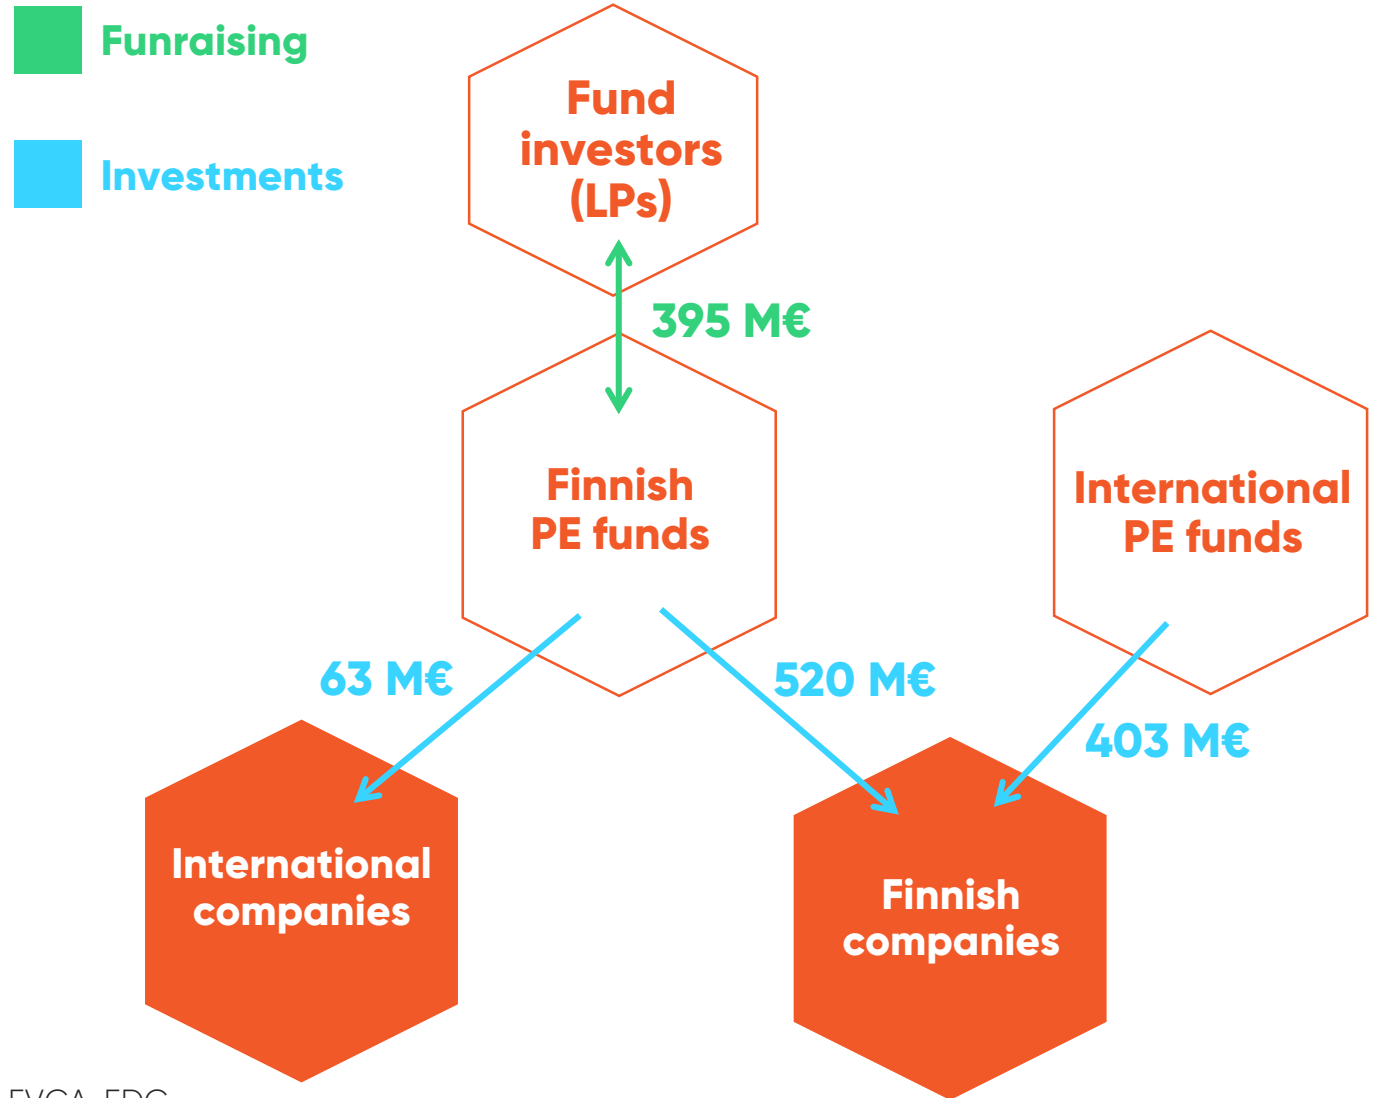 Funraising
Investments
Fund
investors
(LPs)
395 M€
Finnish
PE funds
International
PE funds
63 M€
520 M€
403 M€
International
companies
Finnish
companies